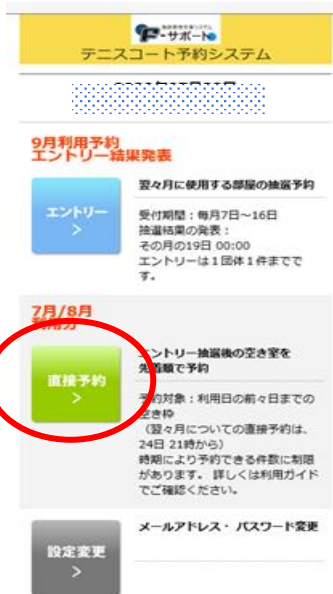 -サポート
テニスコート予約システム
9月利用予約
エントリー結果発表
エントリー
>
翌々月に使用する部屋の抽選予約
受付期間：毎月7日～16日
抽選結果の発表：
その月の19日 00:00
エントリーは１団体１件までで
す。
7月/8月
直接予約
>
エントリー抽選後の空き室を
先着順で予約
予約対象：利用日の前々日までの
空き枠
（翌々月についての直接予約は、
24日 21時から）
時期により予約できる件数に制限
があります。 詳しくは利用ガイド
でご確認ください。
設定変更
>
メールアドレス・ パスワード変更